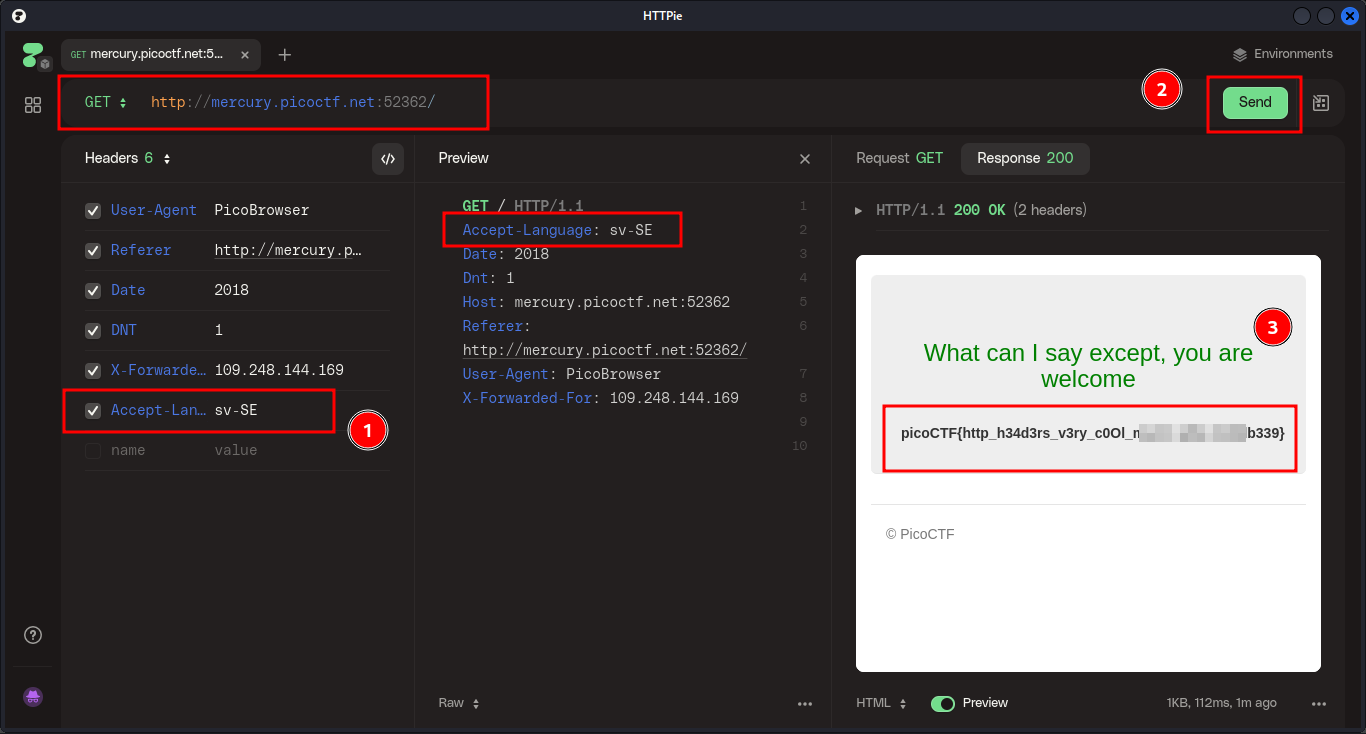 HTTPie
GET mercury.picoctf.net:5...
Environments
GET http://mercury.picoctf.net:52362/
2
Send
Headers 6
Preview
Request GET
Response 200
User-Agent PicoBrowser
Referer http://mercury.p...
Date 2018
DNT 1
X-Forwarde... 109.248.144.169
Accept-Lan... sv-SE
1
name value
GET / HTTP/1.1 1
Accept-Language: sv-SE 2
Date: 2018 3
Dnt: 1 4
Host: mercury.picoctf.net:52362 5
Referer: 6
http://mercury.picoctf.net:52362/
User-Agent: PicoBrowser 7
X-Forwarded-For: 109.248.144.169 8
9
10
HTTP/1.1 200 OK (2 headers)
3
What can I say except, you are
welcome
picoCTF{http_h34d3rs_v3ry_c0Ol_m b339}
© PicoCTF
Raw
HTML
Preview
1KB, 112ms, 1m ago